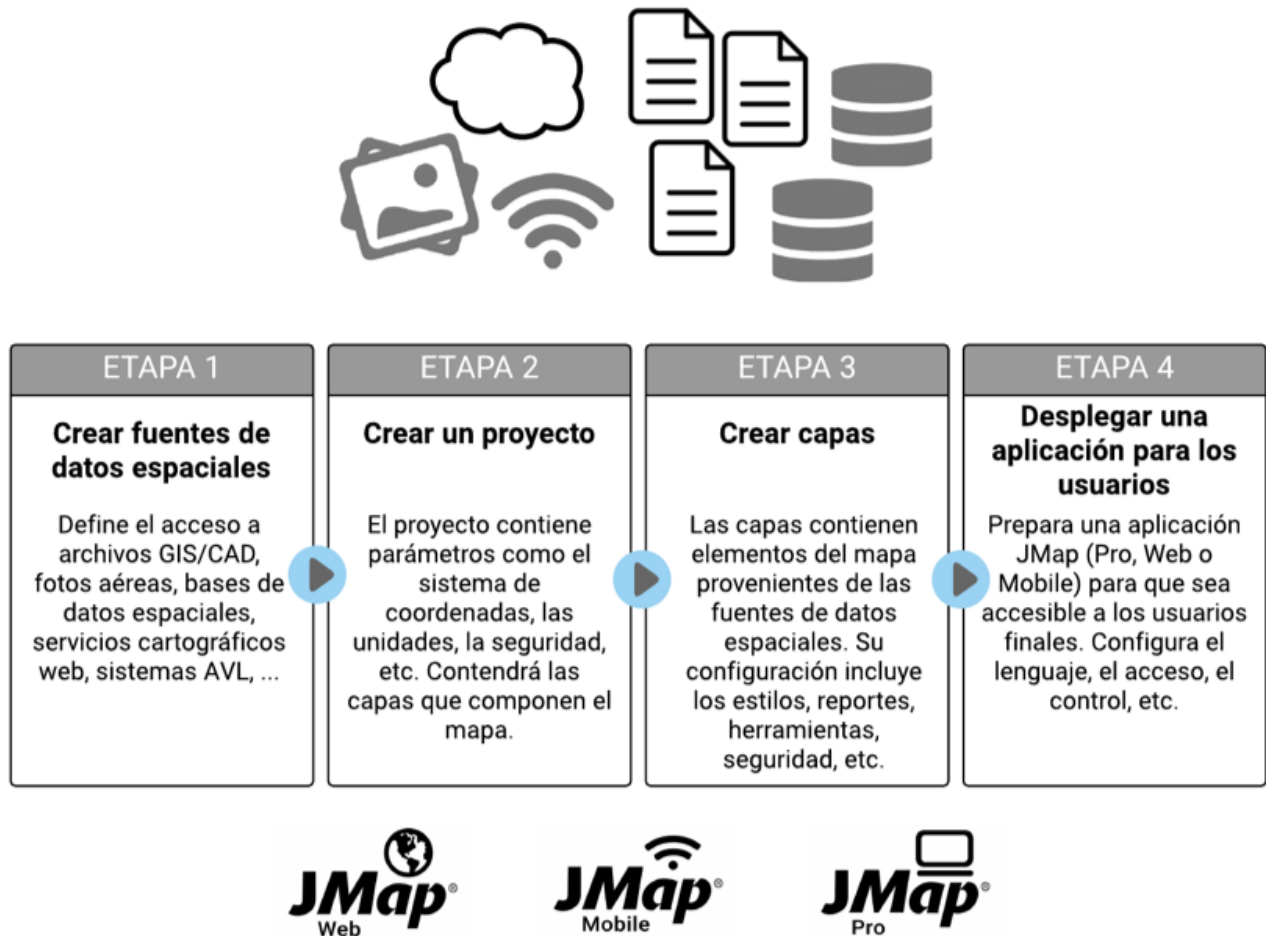 ETAPA 1
Crear fuentes de
datos espaciales
Define el acceso a
archivos GIS/CAD,
fotos aéreas, bases de
datos espaciales,
servicios cartográficos
web, sistemas AVL, ...
ETAPA 2
Crear un proyecto
El proyecto contiene
parámetros como el
sistema de
coordenadas, las
unidades, la seguridad,
etc. Contendrá las
capas que componen el
mapa.
ETAPA 3
Crear capas
Las capas contienen
elementos del mapa
provenientes de las
fuentes de datos
espaciales. Su
configuración incluye
los estilos, reportes,
herramientas,
seguridad, etc.
ETAPA 4
Desplegar una
aplicación para los
usuarios
Prepara una aplicación
JMap (Pro, Web o
Mobile) para que sea
accesible a los usuarios
finales. Configura el
lenguaje, el acceso, el
control, etc.
JMap®
Web
JMap®
Mobile
JMap®
Pro